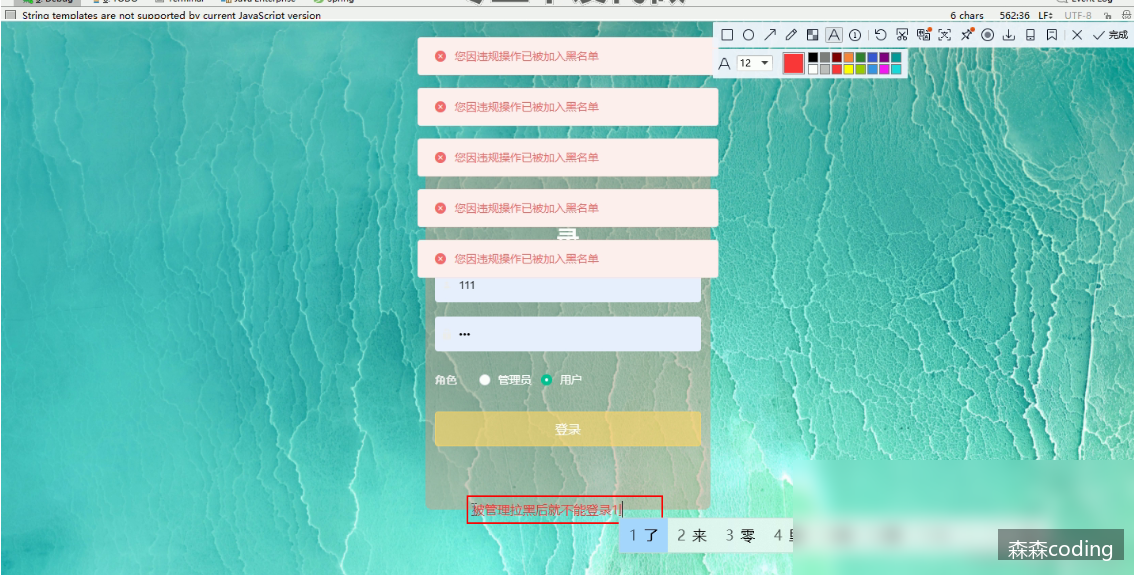 String templates are not supported by current JavaScript version
6 chars 562:36 LF UTF-8
完成
12
您因违规操作已被加入黑名单
您因违规操作已被加入黑名单
您因违规操作已被加入黑名单
您因违规操作已被加入黑名单
您因违规操作已被加入黑名单
111
角色 管理员 用户
登录
被管理拉黑后就不能登录1l
1 了 2 来 3 零 4
森森coding